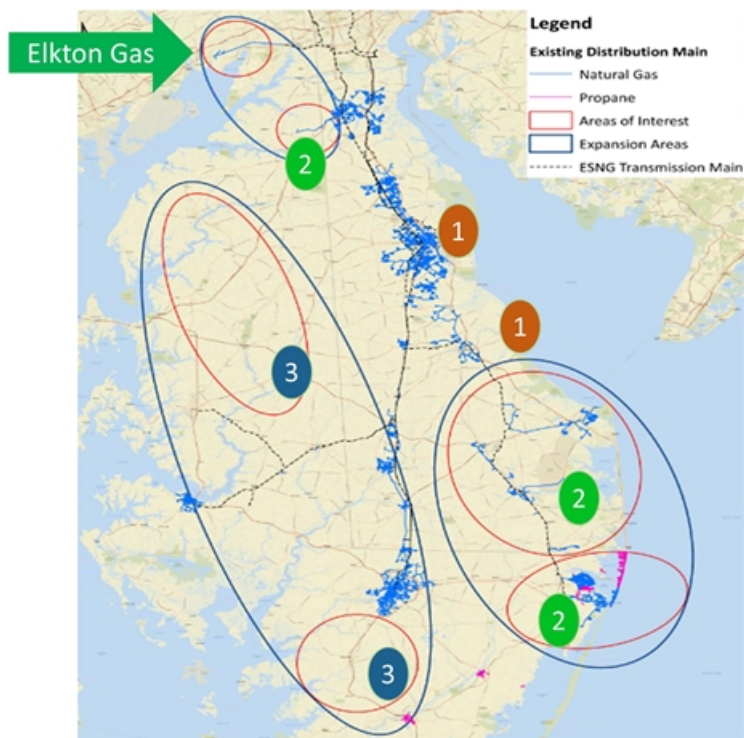 Elkton Gas
Legend
Existing Distribution Main
Natural Gas
Propane
Areas of Interest
Expansion Areas
ESNG Transmission Main
2
1
1
3
2
2
3